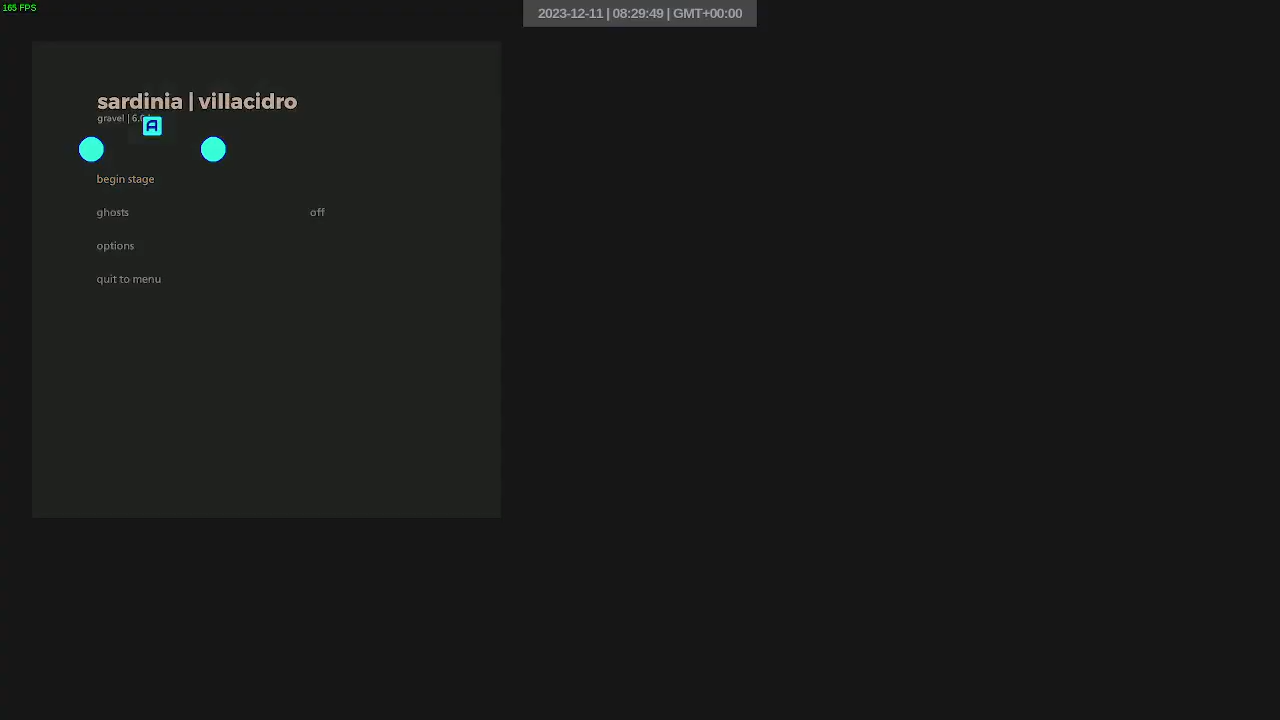 165 FPS
2023-12-11 | 08:29:49 | GMT+00:00
sardinia | villacidro
gravel |
A
begin stage
ghosts off
options
quit to menu